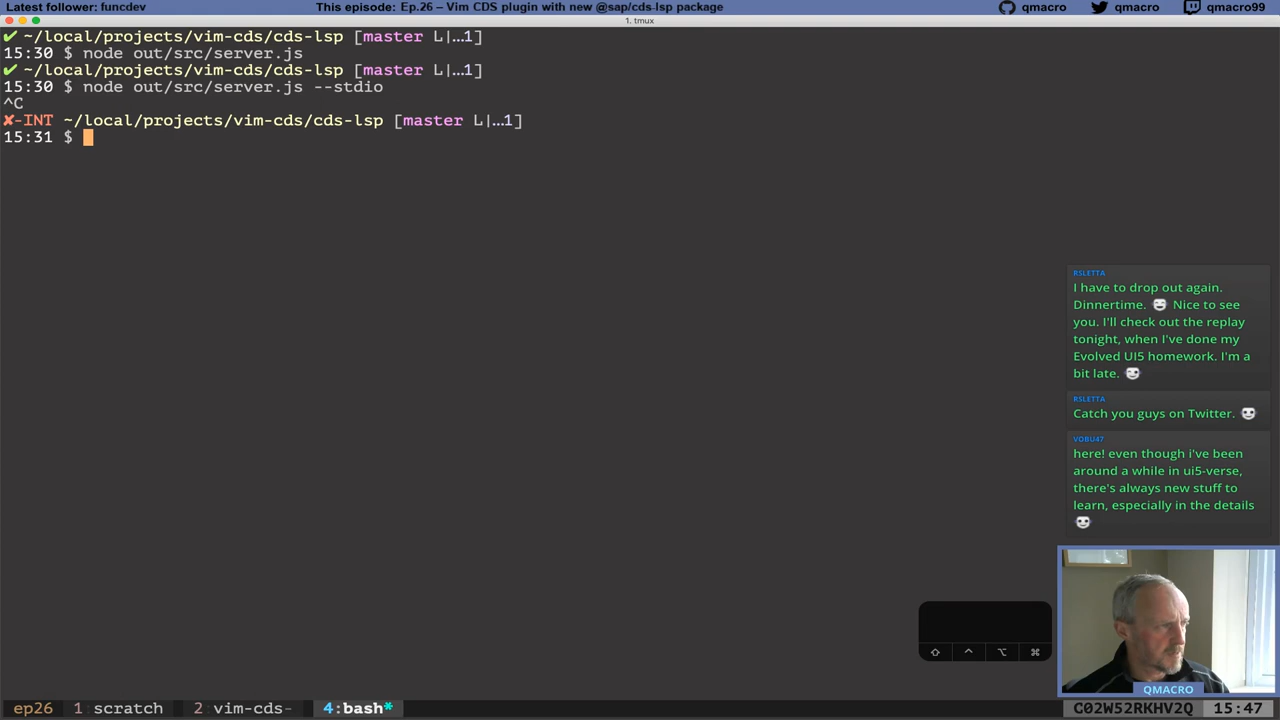 Latest follower: funcdev
This episode: Ep.26 – Vim CDS plugin with new @sap/cds-lsp package
qmacro
qmacro
qmacro99
1. tmux
✔ ~/local/projects/vim-cds/cds-lsp [master L|…1]
15:30 $ node out/src/server.js
✔ ~/local/projects/vim-cds/cds-lsp [master L|…1]
15:30 $ node out/src/server.js --stdio
^C
✘-INT ~/local/projects/vim-cds/cds-lsp [master L|…1]
15:31 $
RSLETTA
I have to drop out again.
Dinnertime. Nice to see
you. I'll check out the replay
tonight, when I've done my
Evolved UI5 homework. I'm a
bit late.
RSLETTA
Catch you guys on Twitter.
VOBU47
here! even though i've been
around a while in ui5-verse,
there's always new stuff to
learn, especially in the details
⇧ ^ ⌥ ⌘
QMACRO
ep26 1:scratch 2 vim-cds- 4:bash* C02W52RKHV2Q 15:47